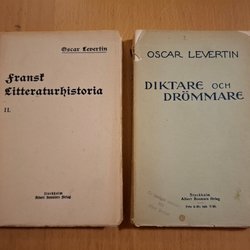 Oscar Levertin
Fransk
Litteraturhistoria
II.
Stockholm
Albert Bonniers Förlag
OSCAR LEVERTIN
DIKTARE OCH
DRÖMMARE
Stockholm
Albert Bonniers Förlag